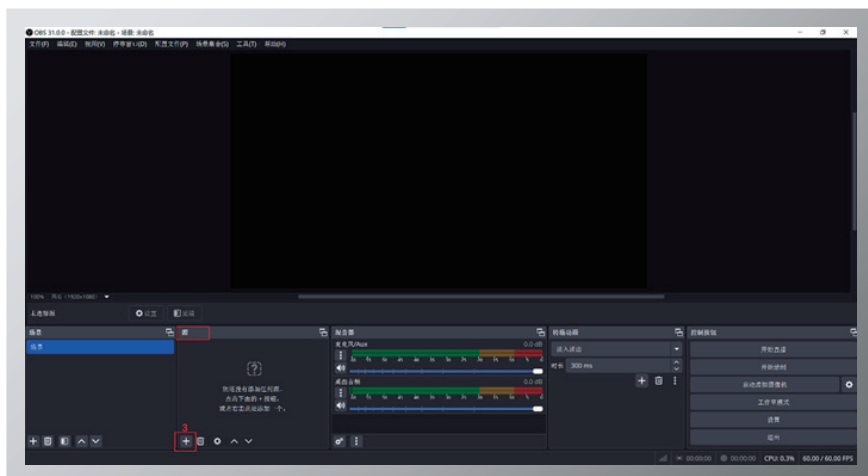 OBS 31.0.0 - 配置文件: 未命名 - 场景: 未命名
文件(F) 编辑(E) 视图(V) 停靠窗口(D) 配置文件(P) 场景集合(S) 工具(T) 帮助(H)
100% 画布 (1920x1080)
未选择源 设置 滤镜
场景 源 混音器 转场动画 控制按钮
场景
你还没有添加任何源。
点击下面的 + 按钮,
或者右击此处添加一个。
麦克风/Aux 0.0 dB
桌面音频 0.0 dB
淡入淡出
时长 300 ms
开始直播
开始录制
启动虚拟摄像机
工作室模式
设置
退出
3
00:00:00 00:00:00 CPU: 0.3% 60.00 / 60.00 FPS